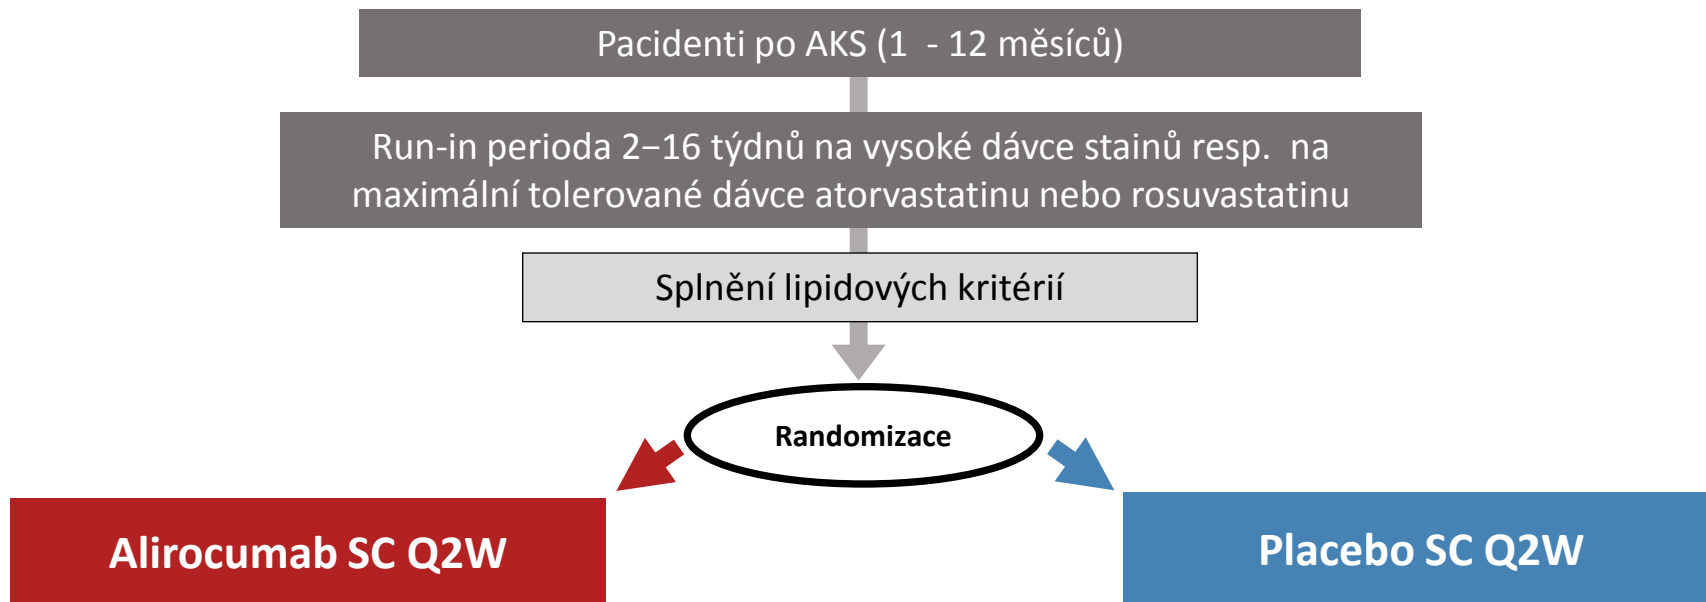 Pacidenti po AKS (1  - 12 měsíců)
Run-in perioda 2−16 týdnů na vysoké dávce stainů resp.  na
maximální tolerované dávce atorvastatinu nebo rosuvastatinu
Splnění lipidových kritérií
Randomizace
Alirocumab SC Q2W
Placebo SC Q2W